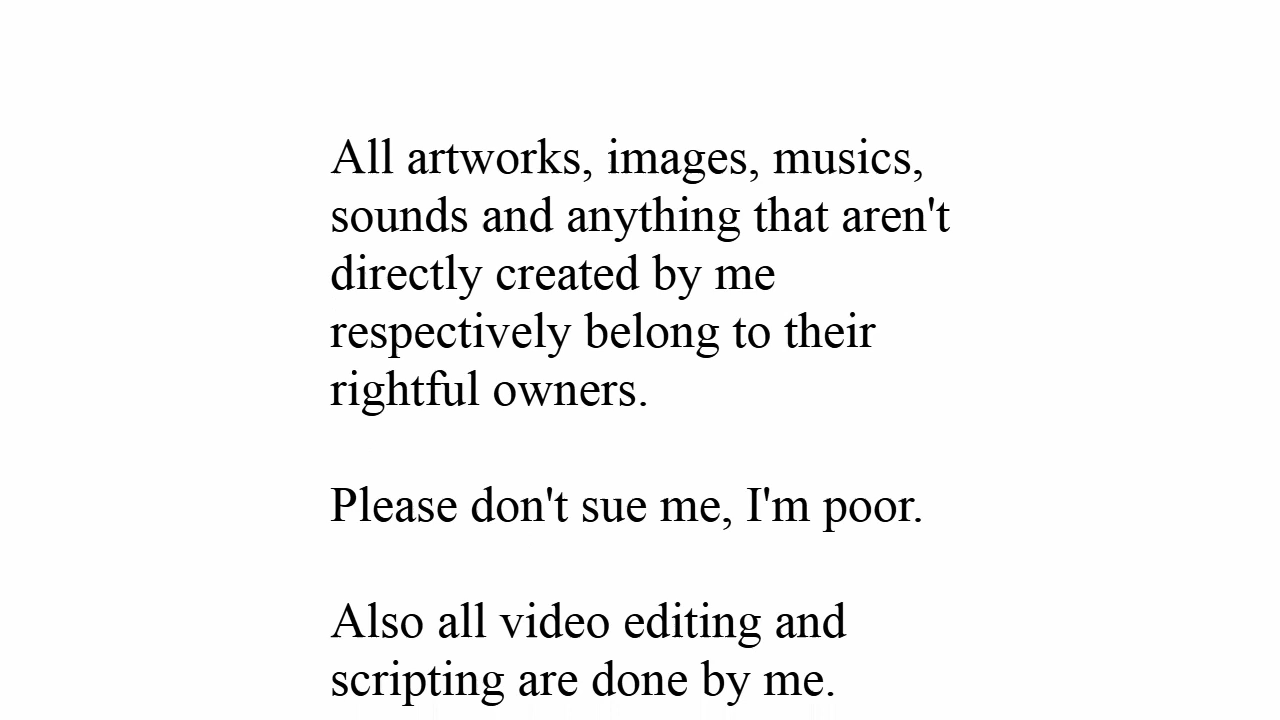 All artworks, images, musics,
sounds and anything that aren't
directly created by me
respectively belong to their
rightful owners.
Please don't sue me, I'm poor.
Also all video editing and
scripting are done by me.